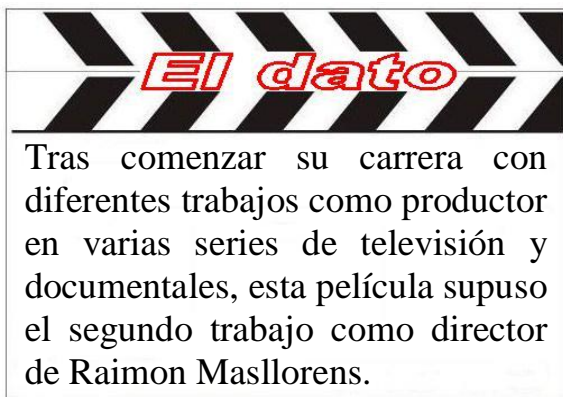 El dato
Tras comenzar su carrera con
diferentes trabajos como productor
en varias series de televisión y
documentales, esta película supuso
el segundo trabajo como director
de Raimon Masllorens.